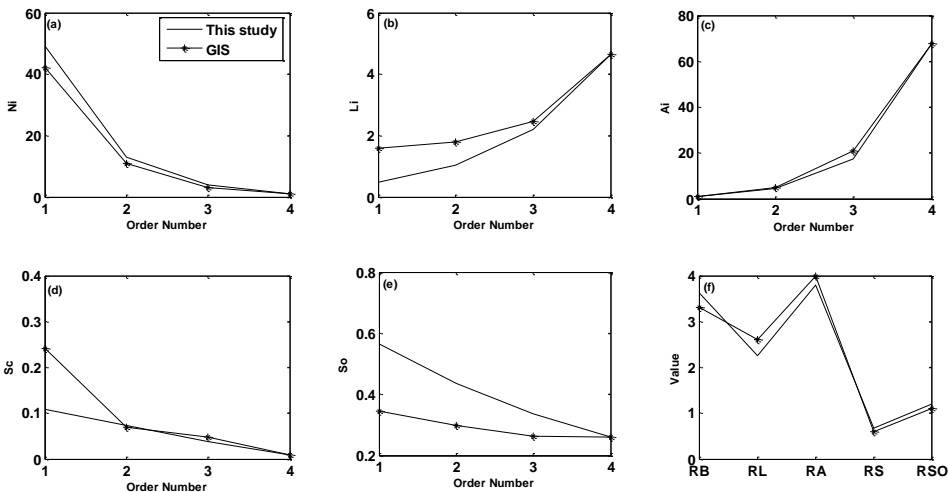 (a)
This study
GIS
60
40
20
0
Ni
1 2 3 4
Order Number
(b)
6
4
2
0
Li
1 2 3 4
Order Number
(c)
80
60
40
20
0
Ai
1 2 3 4
Order Number
(d)
0.4
0.3
0.2
0.1
0
Sc
1 2 3 4
Order Number
(e)
0.8
0.6
0.4
0.2
So
1 2 3 4
Order Number
(f)
4
3
2
1
0
Value
RB RL RA RS RSO